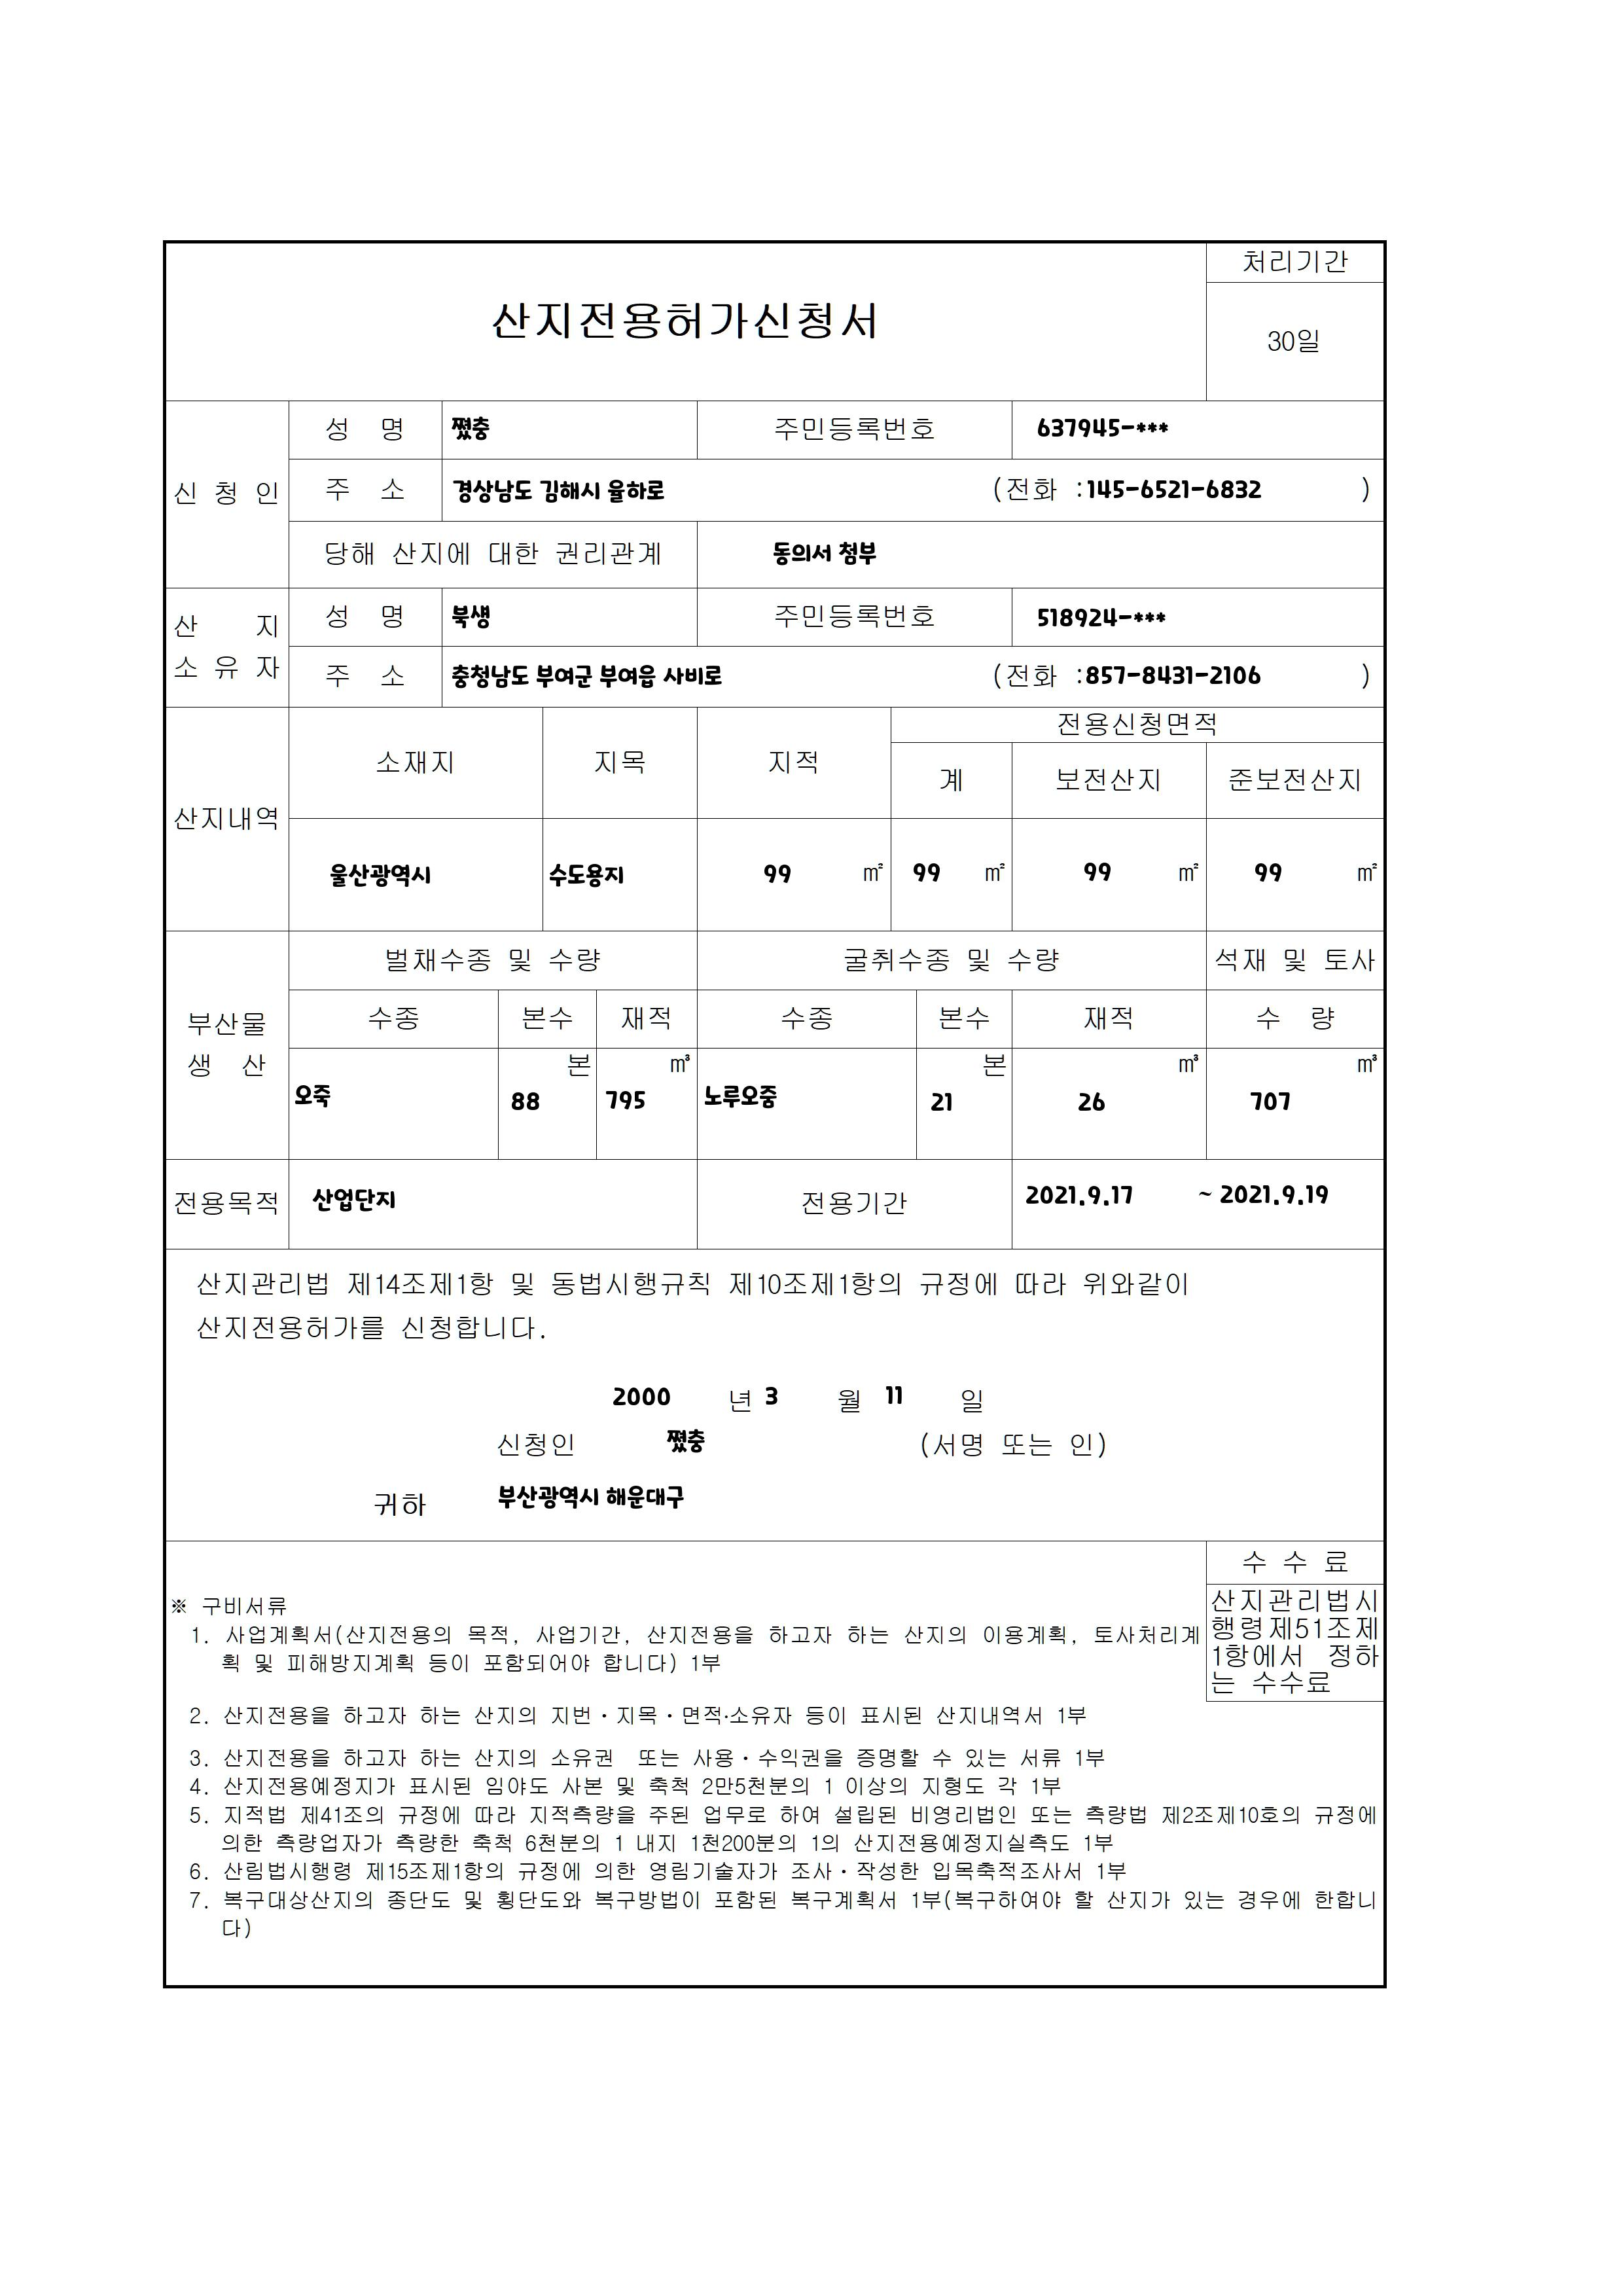 처리기간
산지전용허가신청서
30일
신 청 인
성 명 쪘충 주민등록번호 637945-***
주 소 경상남도 김해시 율하로 (전화 :145-6521-6832 )
당해 산지에 대한 권리관계 동의서 첨부
산 지
소 유 자
성 명 북섕 주민등록번호 518924-***
주 소 충청남도 부여군 부여읍 사비로 (전화 :857-8431-2106 )
산지내역
소재지 지목 지적 전용신청면적
계 보전산지 준보전산지
울산광역시 수도용지 99 ㎡ 99 ㎡ 99 ㎡ 99 ㎡
부산물
생 산
벌채수종 및 수량 굴취수종 및 수량 석재 및 토사
수종 본수 재적 수종 본수 재적 수 량
본 ㎥ 본 ㎥ ㎥
오죽 88 795 노루오줌 21 26 707
전용목적 산업단지 전용기간 2021.9.17 ~ 2021.9.19
산지관리법 제14조제1항 및 동법시행규칙 제10조제1항의 규정에 따라 위와같이
산지전용허가를 신청합니다.
2000 년 3 월 11 일
신청인 쪘충 (서명 또는 인)
귀하 부산광역시 해운대구
수 수 료
산지관리법시
행령제51조제
1항에서 정하
는 수수료
※ 구비서류
1. 사업계획서(산지전용의 목적, 사업기간, 산지전용을 하고자 하는 산지의 이용계획, 토사처리계
획 및 피해방지계획 등이 포함되어야 합니다) 1부
2. 산지전용을 하고자 하는 산지의 지번·지목·면적·소유자 등이 표시된 산지내역서 1부
3. 산지전용을 하고자 하는 산지의 소유권 또는 사용·수익권을 증명할 수 있는 서류 1부
4. 산지전용예정지가 표시된 임야도 사본 및 축척 2만5천분의 1 이상의 지형도 각 1부
5. 지적법 제41조의 규정에 따라 지적측량을 주된 업무로 하여 설립된 비영리법인 또는 측량법 제2조제10호의 규정에
의한 측량업자가 측량한 축척 6천분의 1 내지 1천200분의 1의 산지전용예정지실측도 1부
6. 산림법시행령 제15조제1항의 규정에 의한 영림기술자가 조사·작성한 입목축적조사서 1부
7. 복구대상산지의 종단도 및 횡단도와 복구방법이 포함된 복구계획서 1부(복구하여야 할 산지가 있는 경우에 한합니
다)